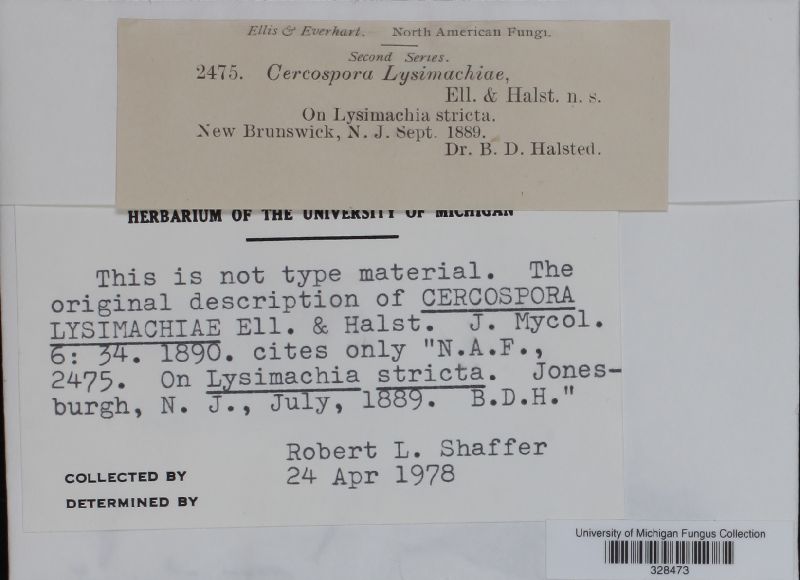 Ellis & Everhart. North American Fungi.
Second Series.
2475. Cercospora Lysimachiae,
Ell. & Halst. n. s.
On Lysimachia stricta.
New Brunswick, N. J. Sept. 1889.
Dr. B. D. Halsted.
HERBARIUM OF THE UNIVERSITY OF MICHIGAN
This is not type material. The
original description of CERCOSPORA
LYSIMACHIAE Ell. & Halst. J. Mycol.
6: 34. 1890. cites only "N.A.F.,
2475. On Lysimachia stricta. Jones-
burgh, N. J., July, 1889. B.D.H."
Robert L. Shaffer
COLLECTED BY 24 Apr 1978
DETERMINED BY
University of Michigan Fungus Collection
328473